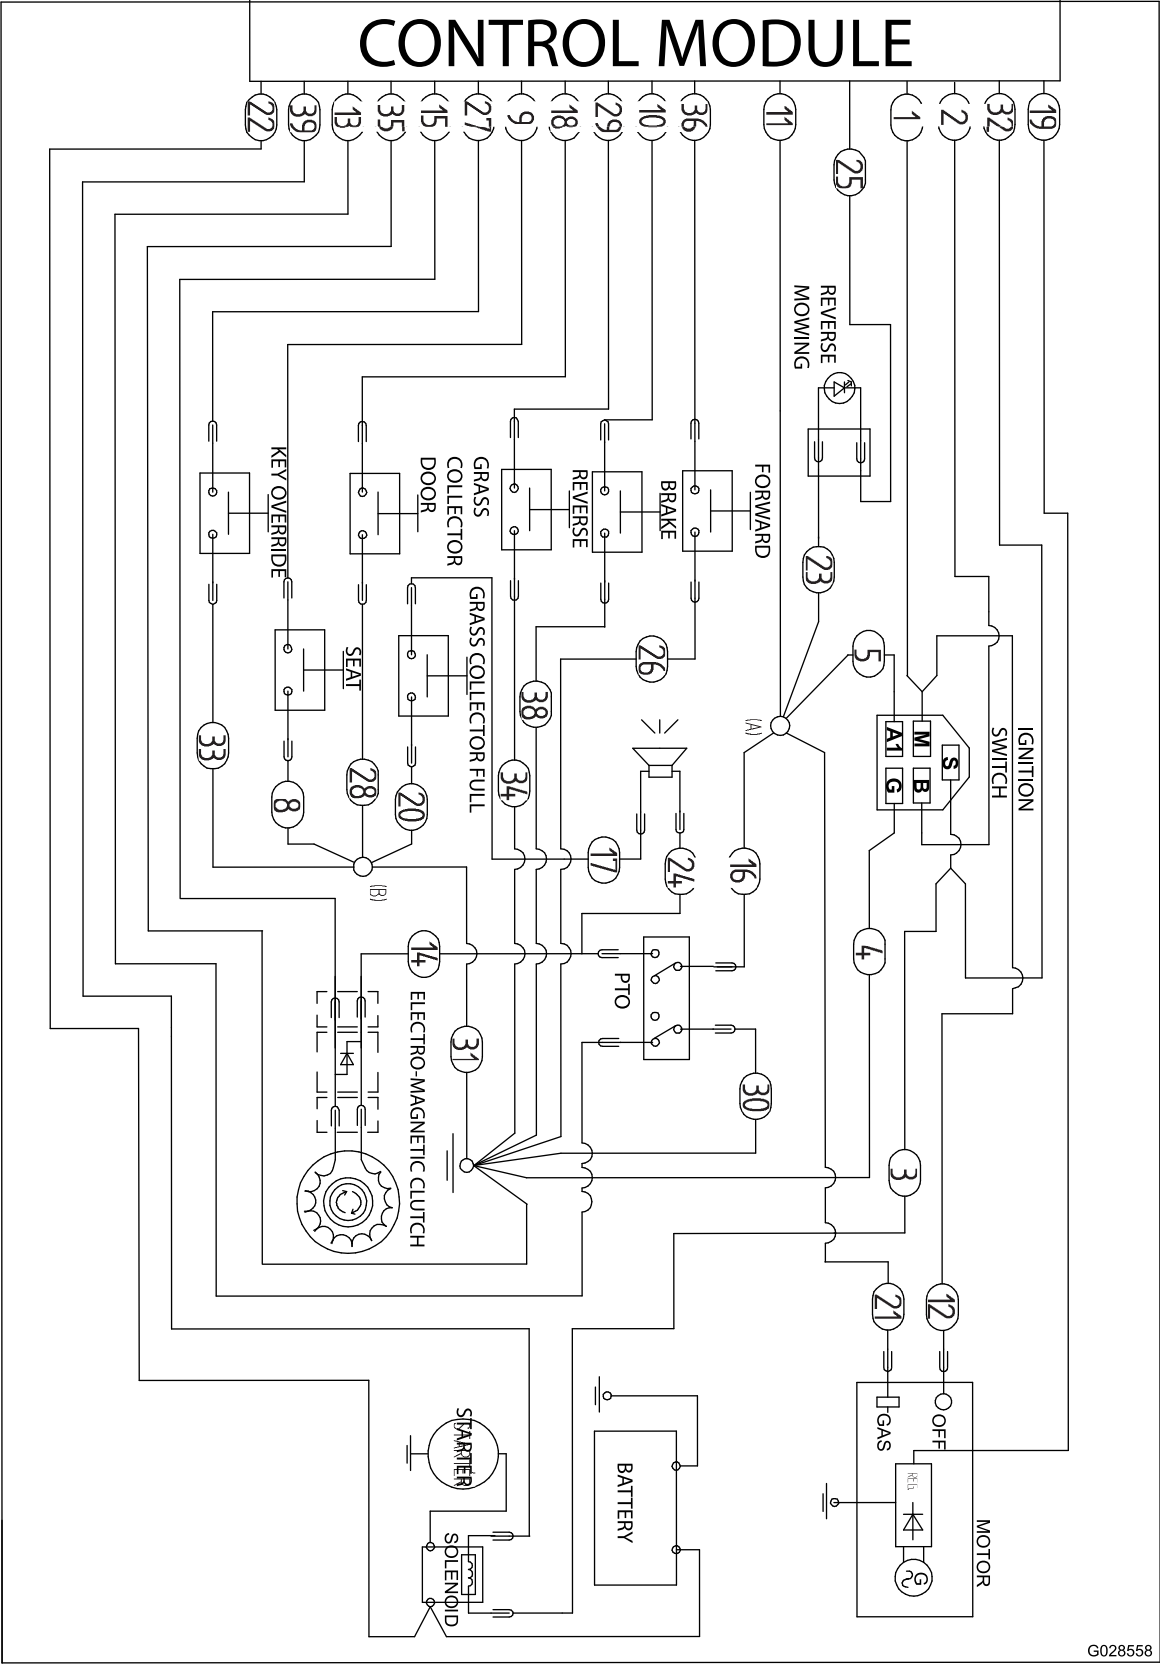 CONTROL MODULE
22
39
13
35
15
27
9
18
29
10
36
11
25
1
2
32
19
REVERSE
MOWING
KEY OVERRIDE
GRASS
COLLECTOR
DOOR
REVERSE
BRAKE
FORWARD
23
SEAT
GRASS COLLECTOR FULL
26
5
38
33
8
28
20
34
(A)
IGNITION
SWITCH
A1
M
S
G
B
17
24
16
(B)
14
4
PTO
ELECTRO-MAGNETIC CLUTCH
31
30
3
21
12
GAS
OFF
STARTER
BATTERY
REG
MOTOR
SOLENOID
G
G028558